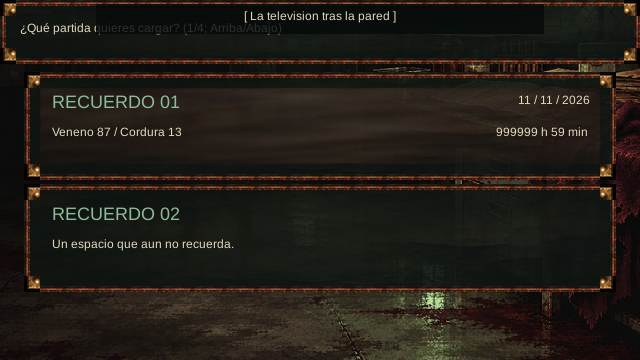 [ La television tras la pared ]
¿Qué partida quieres cargar? (1/4: Arriba/Abajo)
RECUERDO 01
11 / 11 / 2026
Veneno 87 / Cordura 13
999999 h 59 min
RECUERDO 02
Un espacio que aun no recuerda.